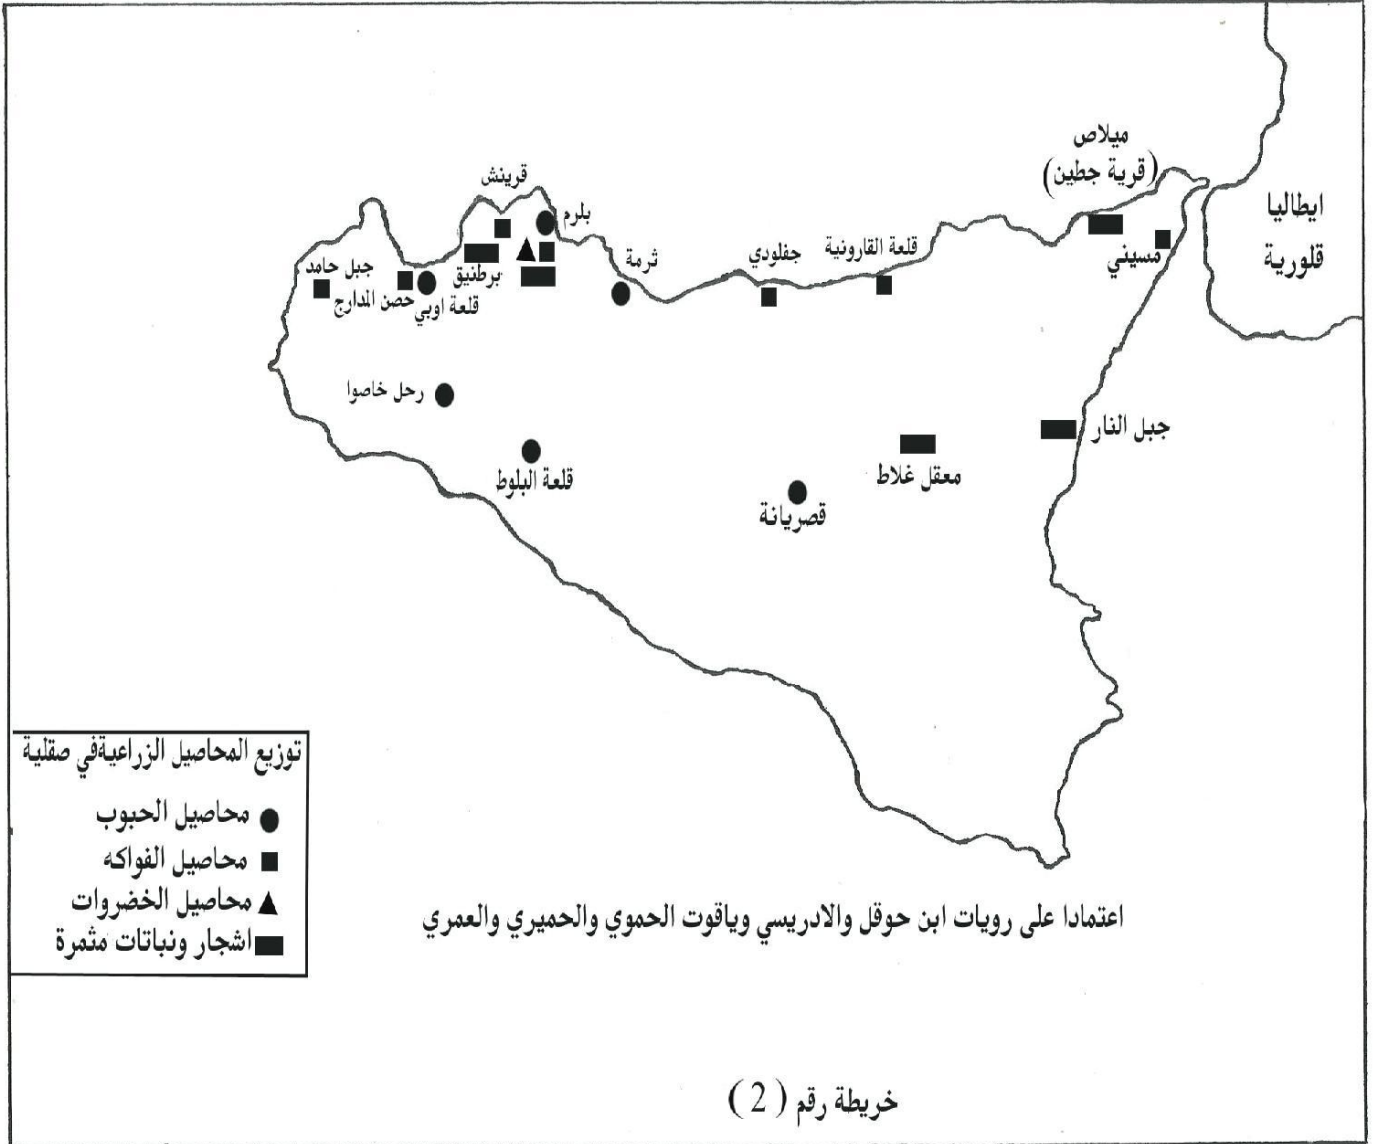 ميلاص
(قرية جطين)
ايطاليا
قلورية
قرينش
بلرم
ثرمة
جفلودي
قلعة القارونية
مسيني
برطنيق
جبل حامد
حصن المدارج
قلعة اوبي
رحل خاصوا
قلعة البلوط
قصريانة
معقل غلاط
جبل النار
توزيع المحاصيل الزراعيةفي صقلية
محاصيل الحبوب
محاصيل الفواكه
محاصيل الخضروات
اشجار ونباتات مثمرة
اعتمادا على رويات ابن حوقل والادريسي وياقوت الحموي والحميري والعمري
خريطة رقم ( 2 )